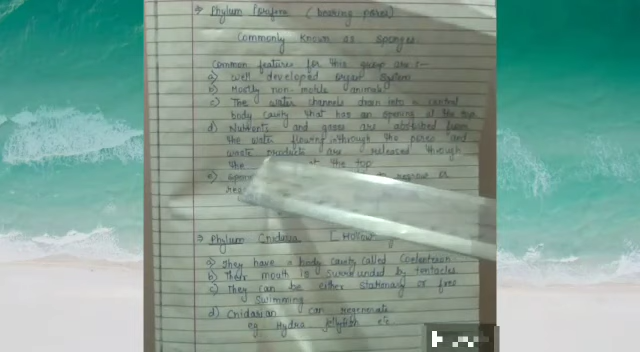 ⇒ Phylum Porifera (bearing pores)
Commonly known as sponges
Common features for this group are :-
a) well developed organ system
b) Mostly non-motile animals
c) The water channels drain into a central
body cavity that has an opening at the top
d) Nutrients and gases are absorbed from
the water flowing through the pores and
waste products are released through
the at the top
e)
⇒ Phylum Cnidaria [ Hollow
a) They have a body cavity called Coelenteron
b) Their mouth is surrounded by tentacles
c) They can be either stationary or free
swimming
d) Cnidarian can regenerate
eg Hydra jellyfish